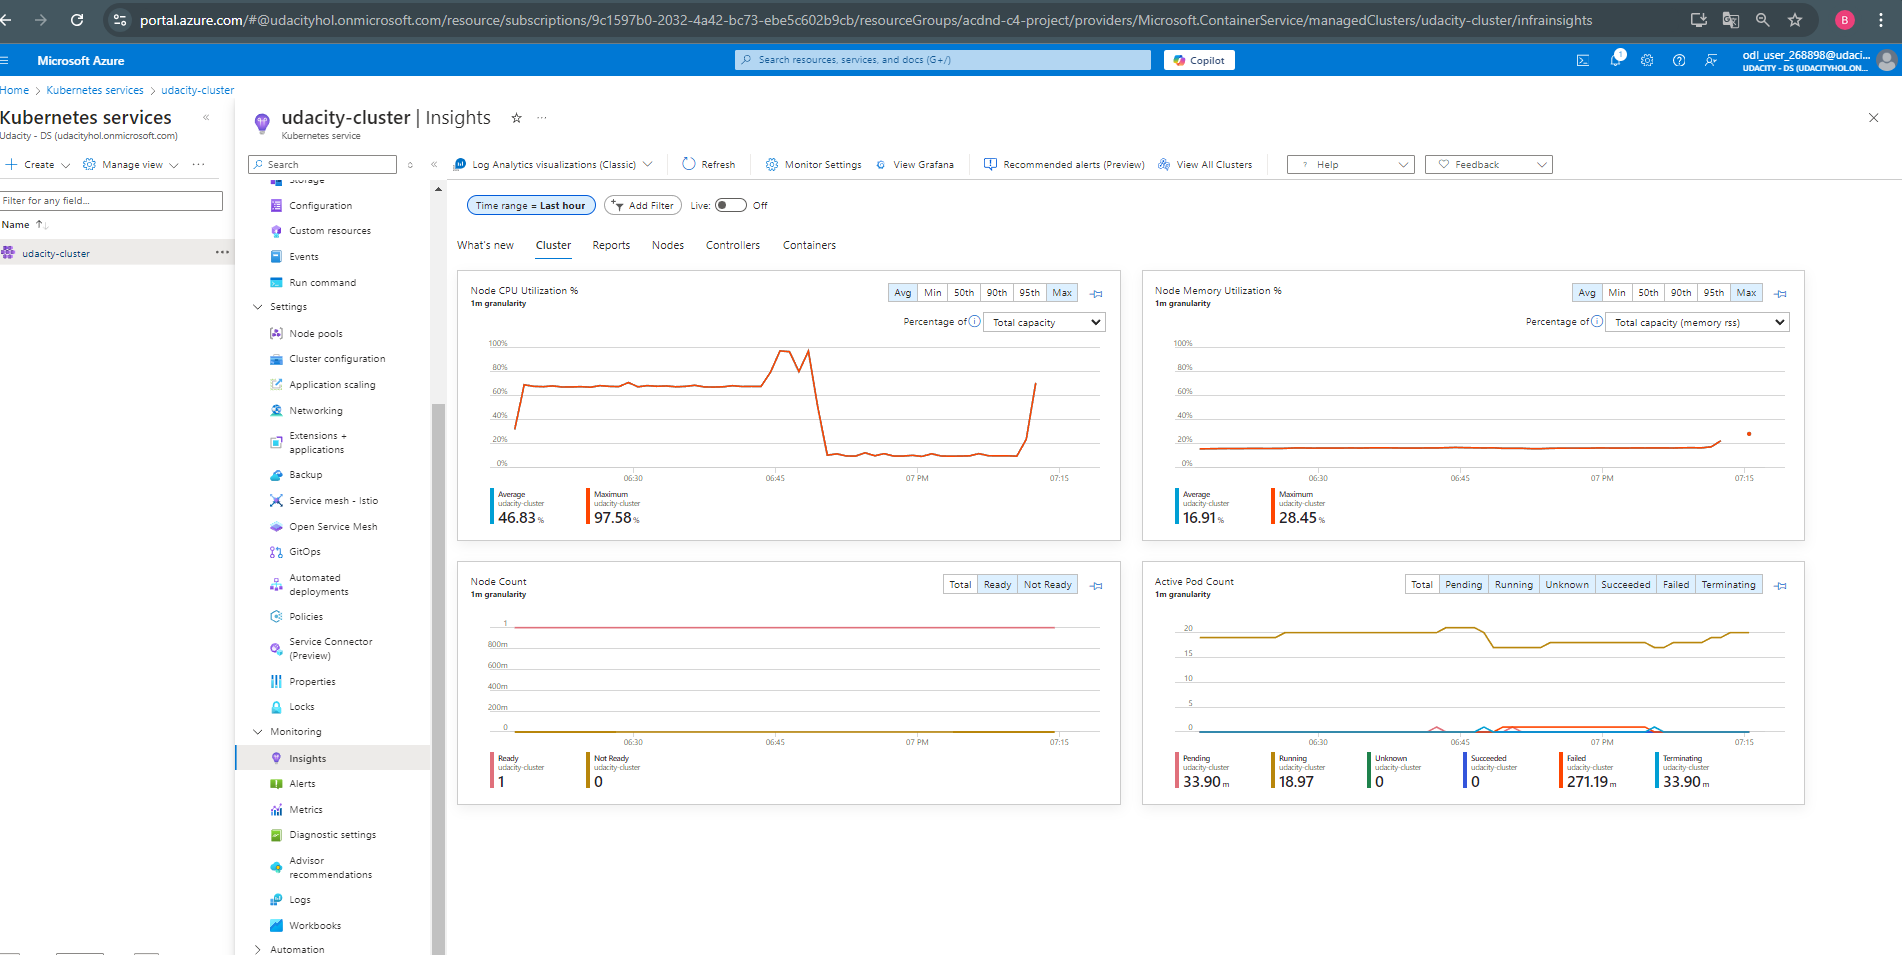 portal.azure.com/#@udacityhol.onmicrosoft.com/resource/subscriptions/9c1597b0-2032-4a42-bc73-ebe5c602b9cb/resourceGroups/acdnd-c4-project/providers/Microsoft.ContainerService/managedClusters/udacity-cluster/infrainsights
B
Microsoft Azure
Search resources, services, and docs (G+/)
Copilot
1
odl_user_268898@udaci...
UDACITY - DS (UDACITYHOL.ON...
Home > Kubernetes services > udacity-cluster
Kubernetes services
Udacity - DS (udacityhol.onmicrosoft.com)
Create
Manage view
Filter for any field...
Name
udacity-cluster
udacity-cluster | Insights
Kubernetes service
Search
Storage
Configuration
Custom resources
Events
Run command
Settings
Node pools
Cluster configuration
Application scaling
Networking
Extensions +
applications
Backup
Service mesh - Istio
Open Service Mesh
GitOps
Automated
deployments
Policies
Service Connector
(Preview)
Properties
Locks
Monitoring
Insights
Alerts
Metrics
Diagnostic settings
Advisor
recommendations
Logs
Workbooks
Automation
Log Analytics visualizations (Classic)
Refresh
Monitor Settings
View Grafana
Recommended alerts (Preview)
View All Clusters
? Help
Feedback
Time range = Last hour
Add Filter
Live: Off
What's new
Cluster
Reports
Nodes
Controllers
Containers
Node CPU Utilization %
1m granularity
Avg Min 50th 90th 95th Max
Percentage of Total capacity
100%
80%
60%
40%
20%
0%
06:30 06:45 07 PM 07:15
Average Maximum
udacity-cluster udacity-cluster
46.83 % 97.58 %
Node Memory Utilization %
1m granularity
Avg Min 50th 90th 95th Max
Percentage of Total capacity (memory rss)
100%
80%
60%
40%
20%
0%
06:30 06:45 07 PM 07:15
Average Maximum
udacity-cluster udacity-cluster
16.91 % 28.45 %
Node Count
1m granularity
Total Ready Not Ready
1
800m
600m
400m
200m
0
06:30 06:45 07 PM 07:15
Ready Not Ready
udacity-cluster udacity-cluster
1 0
Active Pod Count
1m granularity
Total Pending Running Unknown Succeeded Failed Terminating
20
15
10
5
0
06:30 06:45 07 PM 07:15
Pending Running Unknown Succeeded Failed Terminating
udacity-cluster udacity-cluster udacity-cluster udacity-cluster udacity-cluster udacity-cluster
33.90 m 18.97 0 0 271.19 m 33.90 m